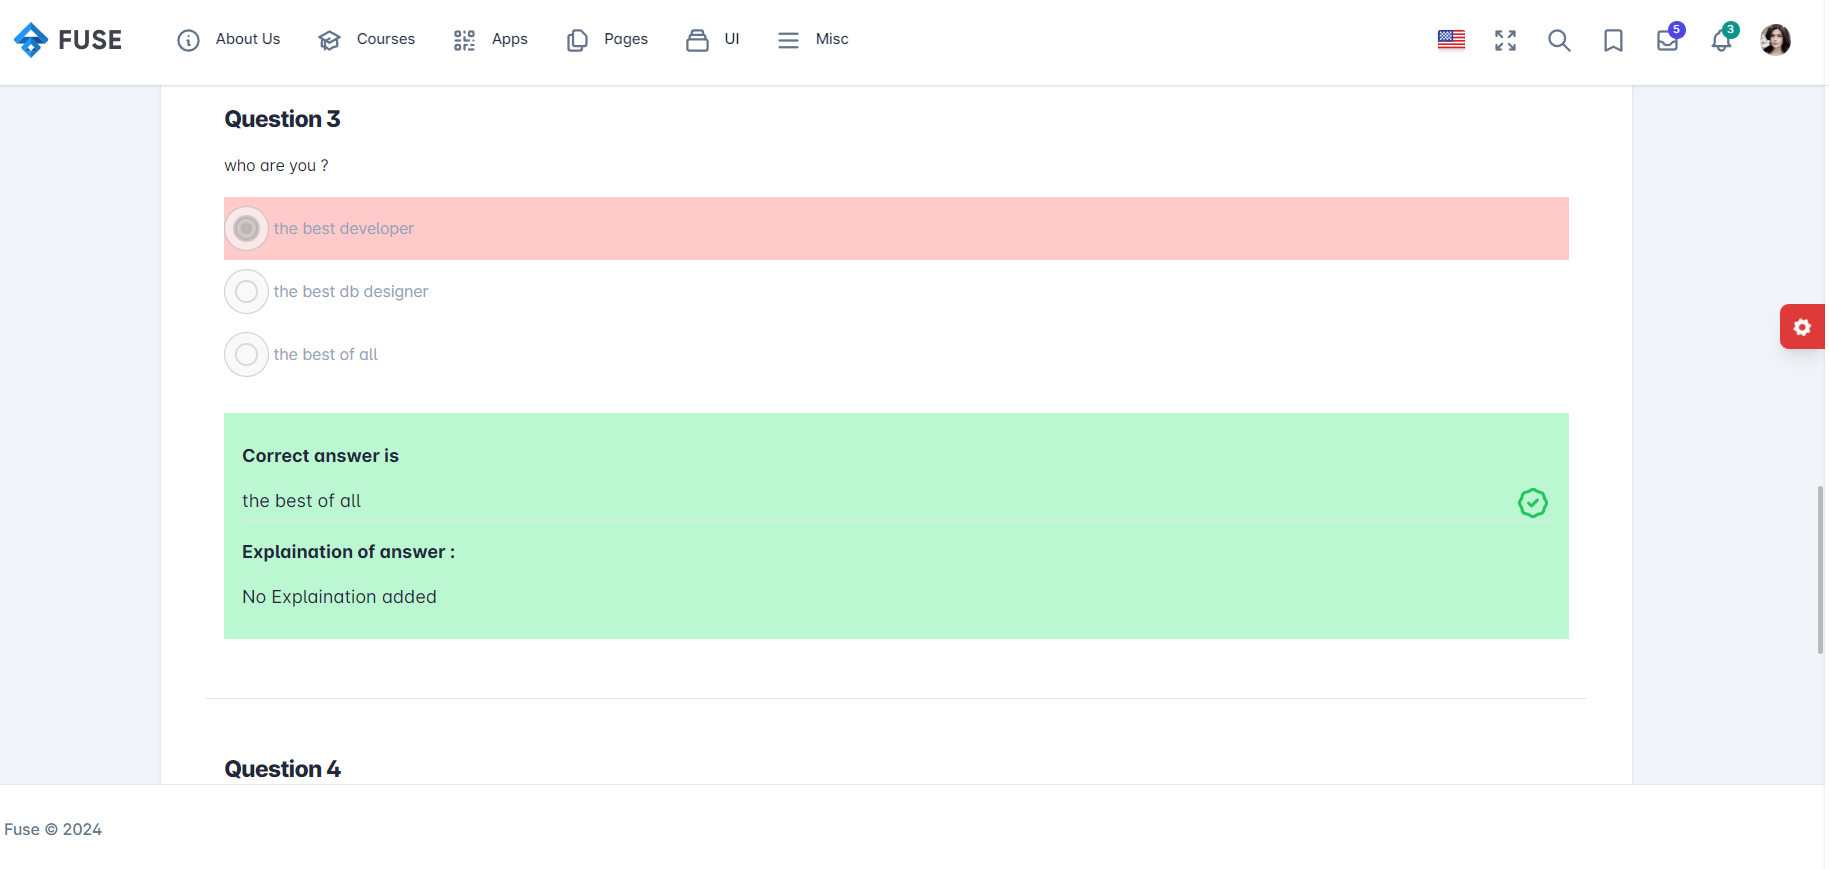 FUSE
About Us
Courses
Apps
Pages
UI
Misc
5
3
Question 3
who are you ?
the best developer
the best db designer
the best of all
Correct answer is
the best of all
Explaination of answer :
No Explaination added
Question 4
Fuse © 2024